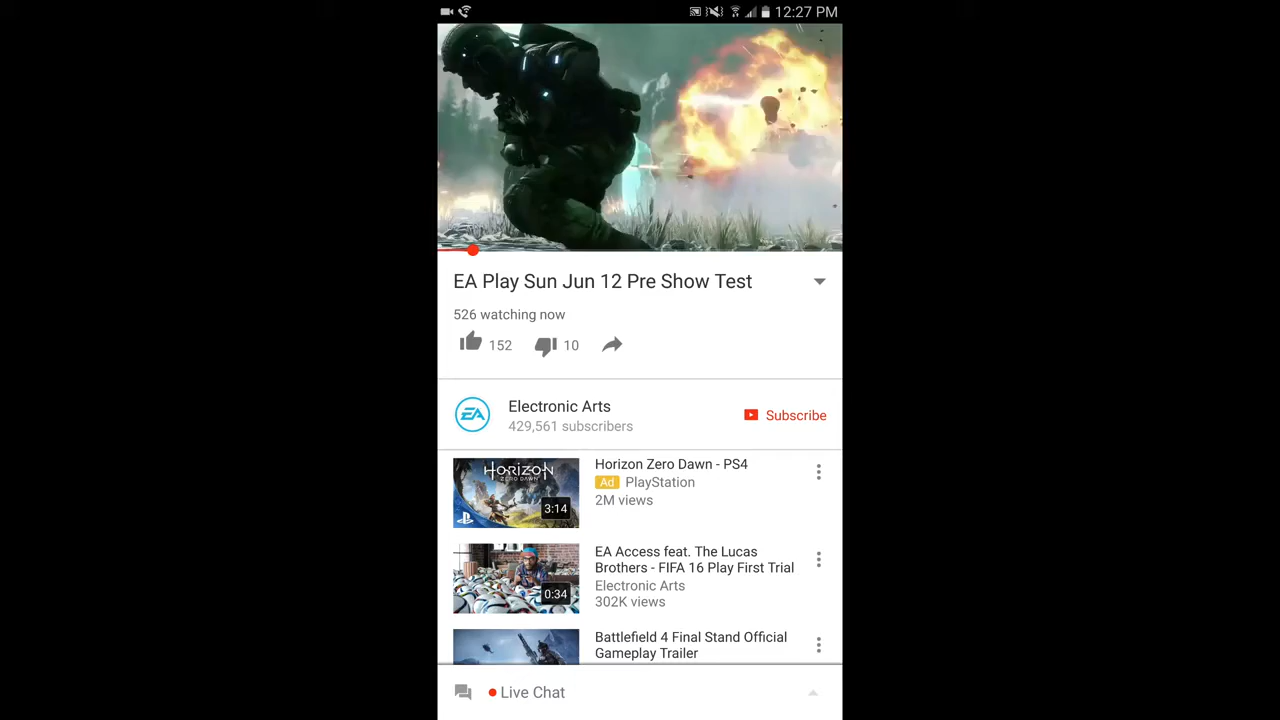 12:27 PM
EA Play Sun Jun 12 Pre Show Test
526 watching now
152
10
EA
Electronic Arts
429,561 subscribers
Subscribe
HORIZON
ZERO DAWN
3:14
Horizon Zero Dawn - PS4
Ad PlayStation
2M views
0:34
EA Access feat. The Lucas
Brothers - FIFA 16 Play First Trial
Electronic Arts
302K views
Battlefield 4 Final Stand Official
Gameplay Trailer
Live Chat